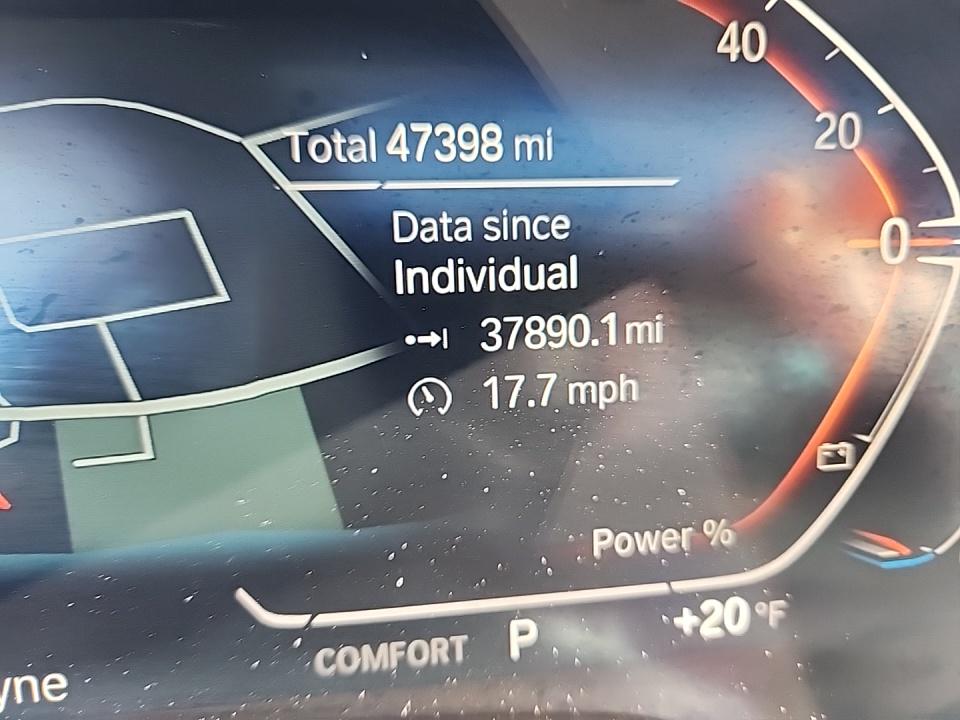 40
Total 47398 mi
20
Data since
0
Individual
37890.1 mi
17.7 mph
Power %
+20 °F
COMFORT P
yne